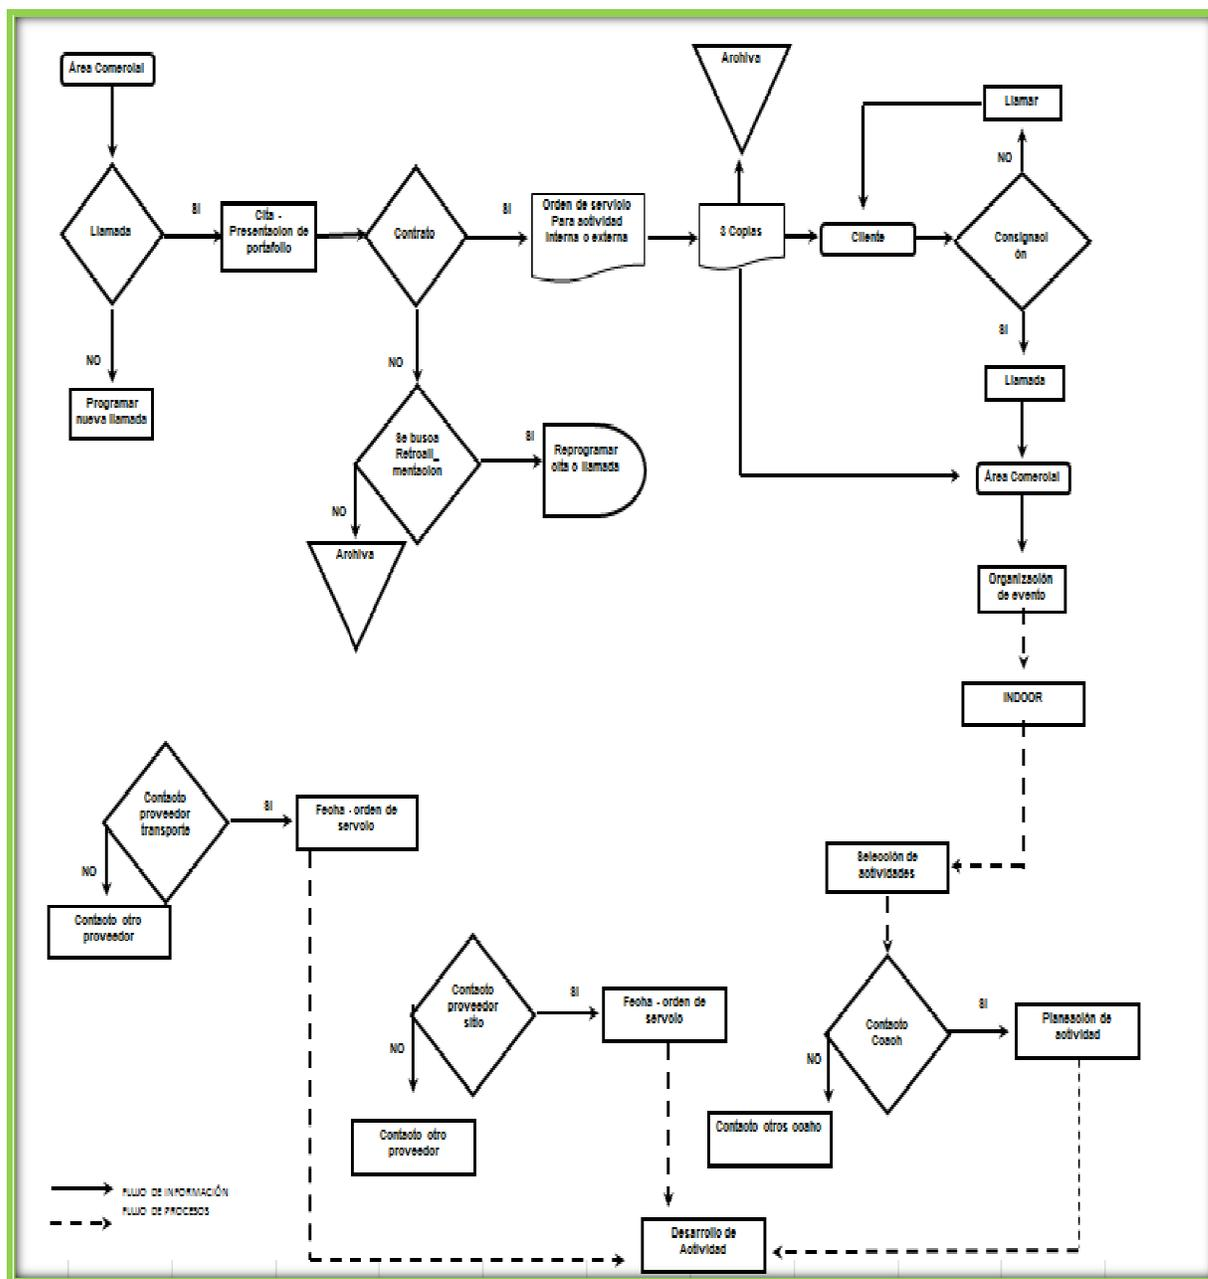 Área Comercial
Archiva
Llamar
NO
SI
Llamada
Cita -
Presentacion de
portafolio
Contrato
SI
Orden de servicio
Para actividad
Interna o externa
3 Copias
Cliente
Consignaci
ón
NO
Programar
nueva llamada
NO
Se busca
Retroali_
mentacion
SI
Reprogramar
cita o llamada
NO
Archiva
SI
Llamada
Área Comercial
Organización
de evento
INDOOR
Contacto
proveedor
transporte
SI
Fecha - orden de
servcio
NO
Contacto otro
proveedor
Selección de
actividades
Contacto
proveedor
sitio
SI
Fecha - orden de
servcio
NO
Contacto otro
proveedor
Contacto
Coach
SI
Planeación de
actividad
NO
Contacto otros coahc
Desarrollo de
Actividad
FLUJO DE INFORMACIÓN
FLUJO DE PROCESOS